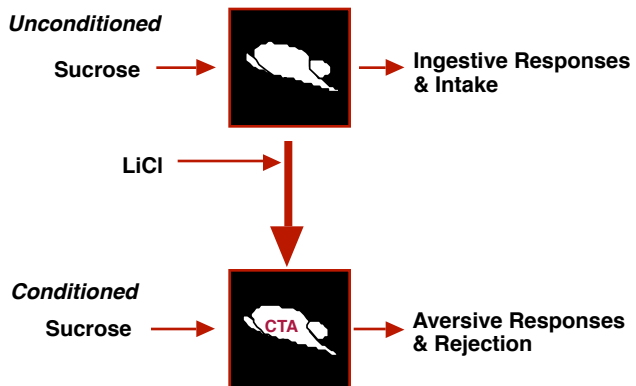 Unconditioned
Sucrose
Ingestive Responses
& Intake
LiCl
Conditioned
Sucrose
CTA
Aversive Responses
& Rejection